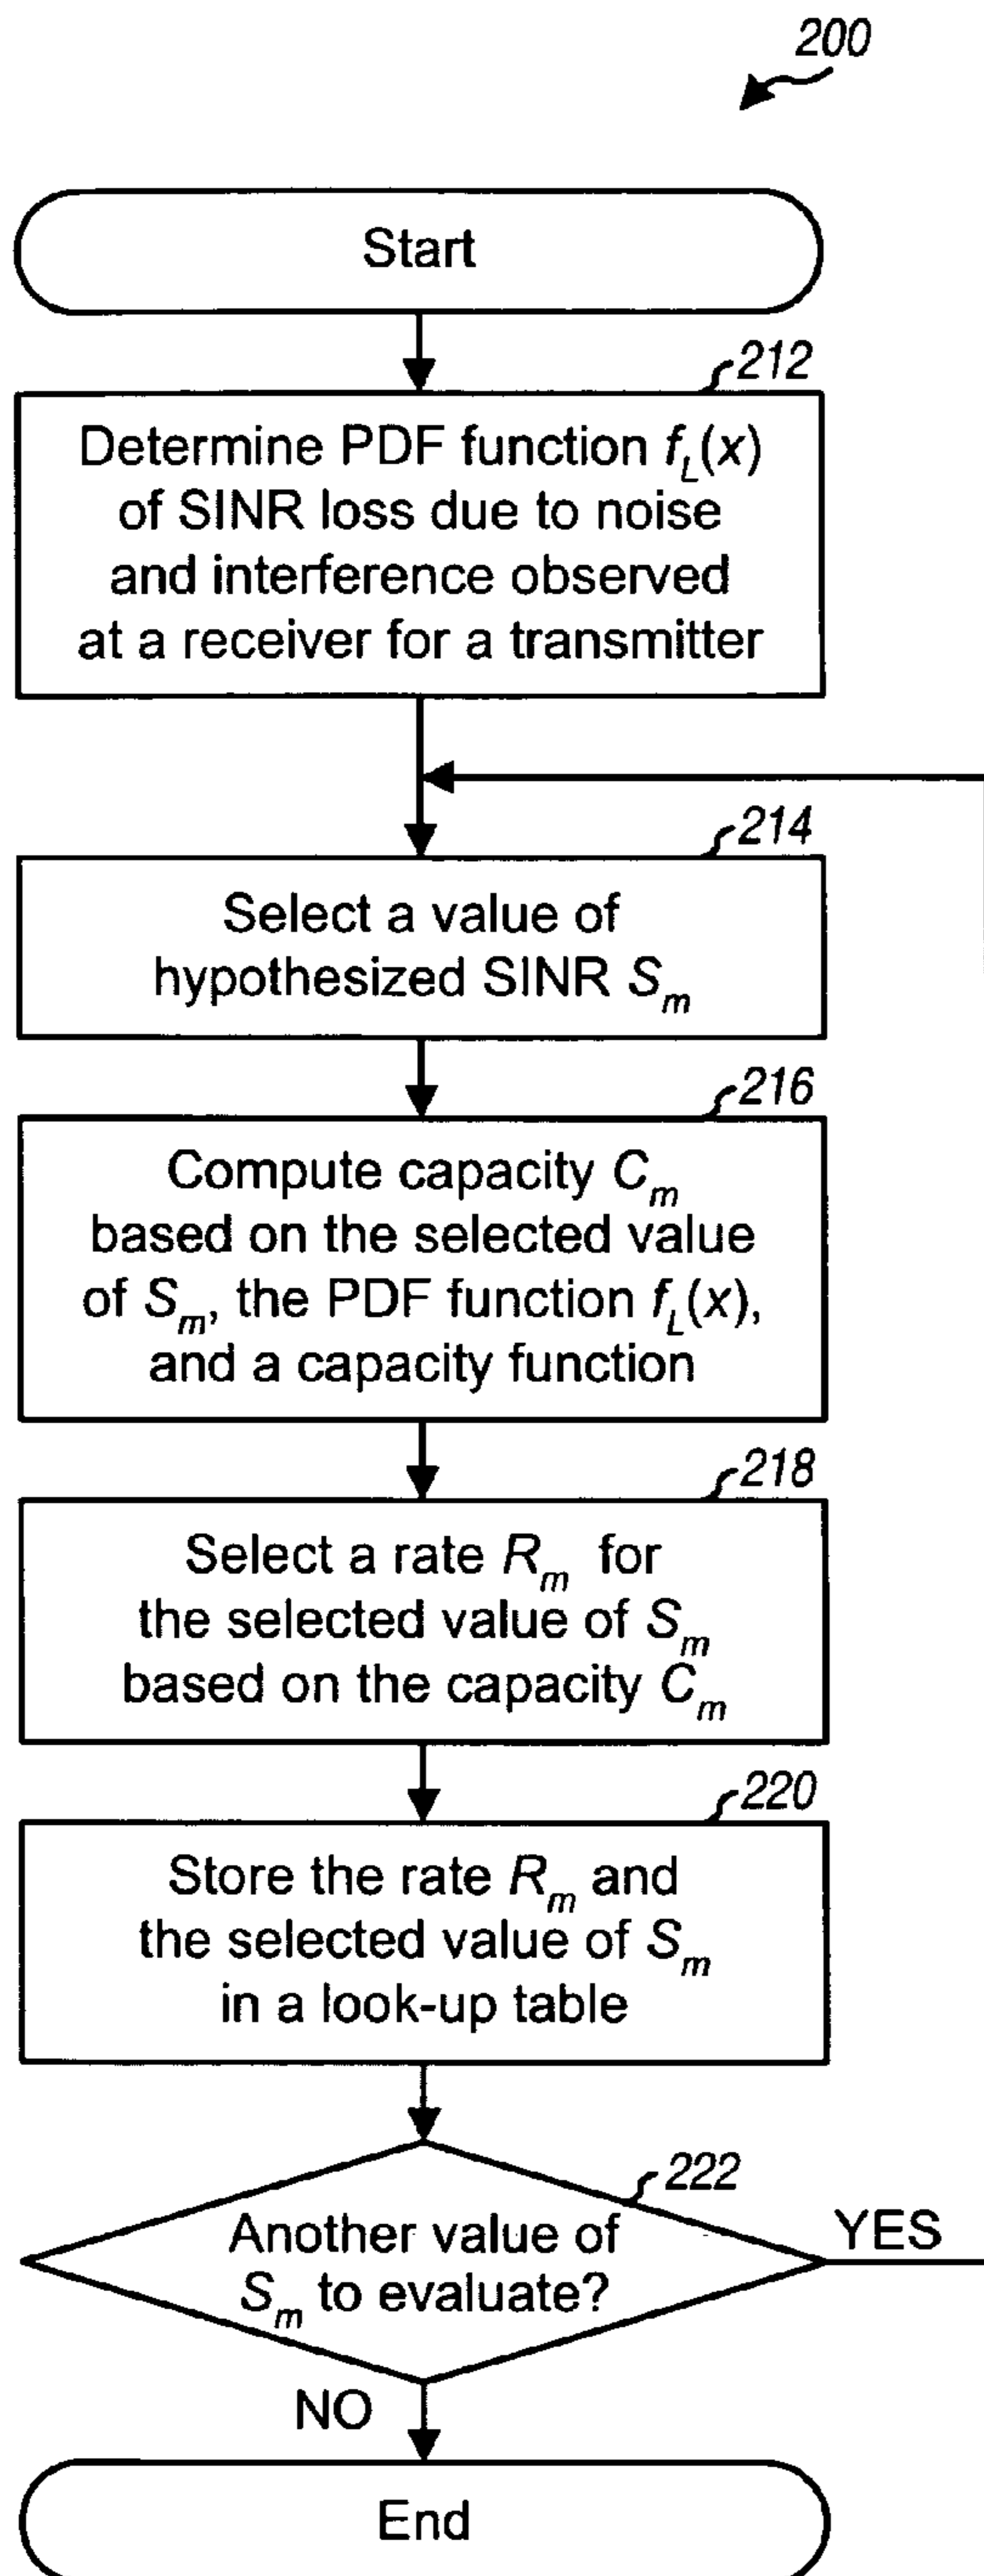 200
Start
212
Determine PDF function f_L(x)
of SINR loss due to noise
and interference observed
at a receiver for a transmitter
214
Select a value of
hypothesized SINR S_m
216
Compute capacity C_m
based on the selected value
of S_m, the PDF function f_L(x),
and a capacity function
218
Select a rate R_m for
the selected value of S_m
based on the capacity C_m
220
Store the rate R_m and
the selected value of S_m
in a look-up table
222
Another value of
S_m to evaluate?
YES
NO
End